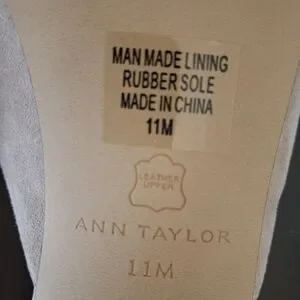 MAN MADE LINING
RUBBER SOLE
MADE IN CHINA
11M
LEATHER
UPPER
ANN TAYLOR
11M